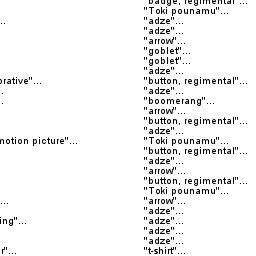 "badge, regimental"...
"Toki pounamu"...
... "adze"...
"adze"...
"arrow"...
"goblet"...
"goblet"...
"adze"...
orative"... "button, regimental"...
. "adze"...
. "boomerang"...
"arrow"...
"button, regimental"...
"adze"...
motion picture"... "Toki pounamu"...
"button, regimental"...
"adze"...
"arrow"...
"button, regimental"...
"Toki pounamu"...
... "arrow"...
"adze"...
ing"... "adze"...
"adze"...
"adze"...
r"... "t-shirt"...